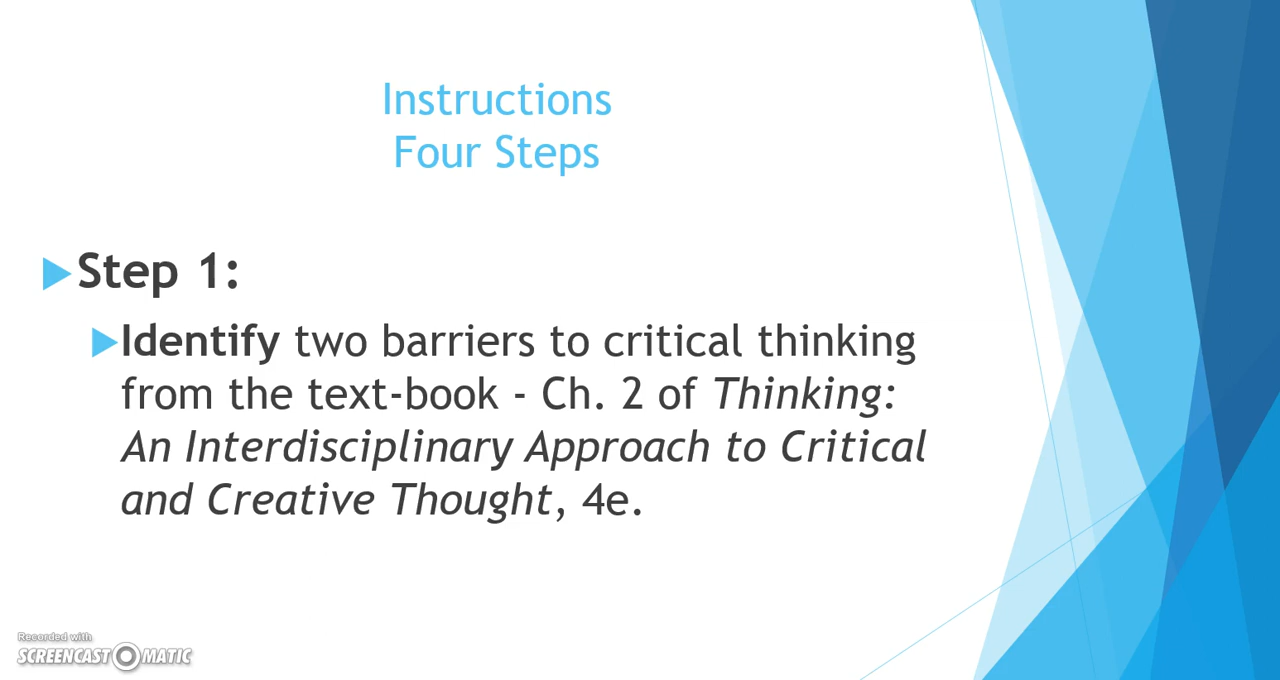 Instructions
Four Steps
Step 1:
Identify two barriers to critical thinking
from the text-book - Ch. 2 of Thinking:
An Interdisciplinary Approach to Critical
and Creative Thought, 4e.
Recorded with
SCREENCAST MATIC